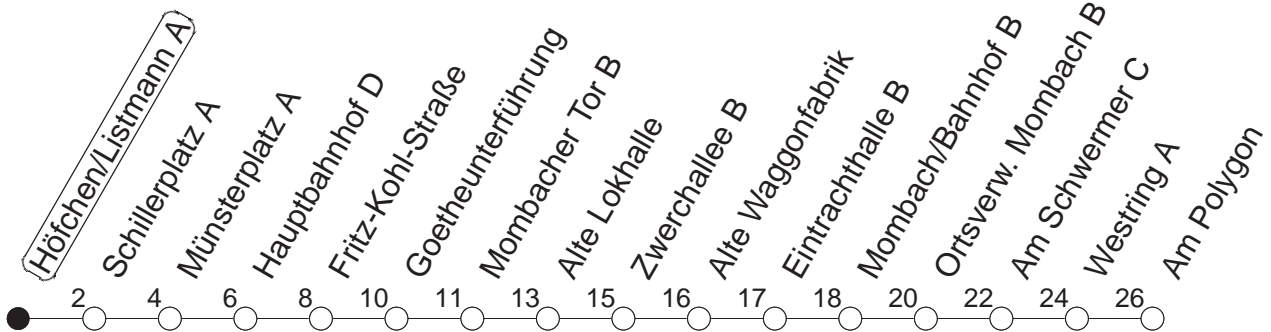 Höfchen/Listmann A
Schillerplatz A
Münsterplatz A
Hauptbahnhof D
Fritz-Kohl-Straße
Goetheunterführung
Mombacher Tor B
Alte Lokhalle
Zwerchallee B
Alte Waggonfabrik
Eintrachthalle B
Mombach/Bahnhof B
Ortsverw. Mombach B
Am Schwermer C
Westring A
Am Polygon
2 4 6 8 10 11 13 15 16 17 18 20 22 24 26